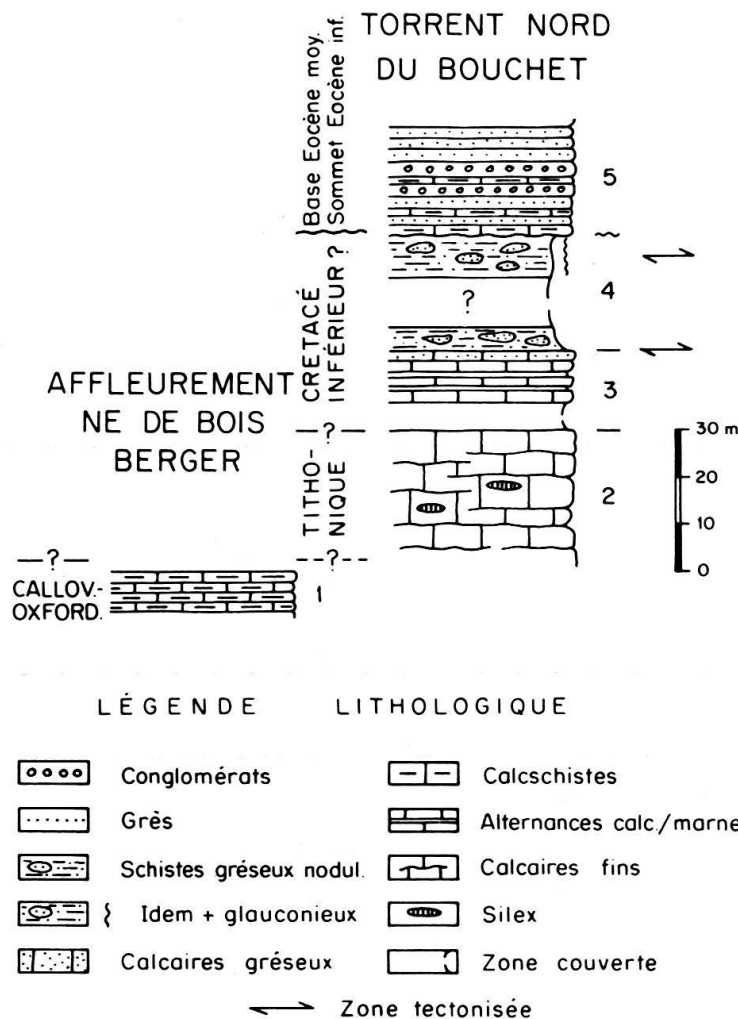 TORRENT NORD
DU BOUCHET
Base Eocène moy.
Sommet Eocène inf.
5
CRÉTACÉ
INFÉRIEUR ?
4
?
3
AFFLEUREMENT
NE DE BOIS
BERGER
—?—
TITHO-
NIQUE
2
30 m
20
10
0
—?—
--?--
CALLOV.-
OXFORD.
1
LÉGENDE LITHOLOGIQUE
Conglomérats
Calcschistes
Grès
Alternances calc./marne
Schistes gréseux nodul.
Calcaires fins
Idem + glauconieux
Silex
Calcaires gréseux
Zone couverte
Zone tectonisée